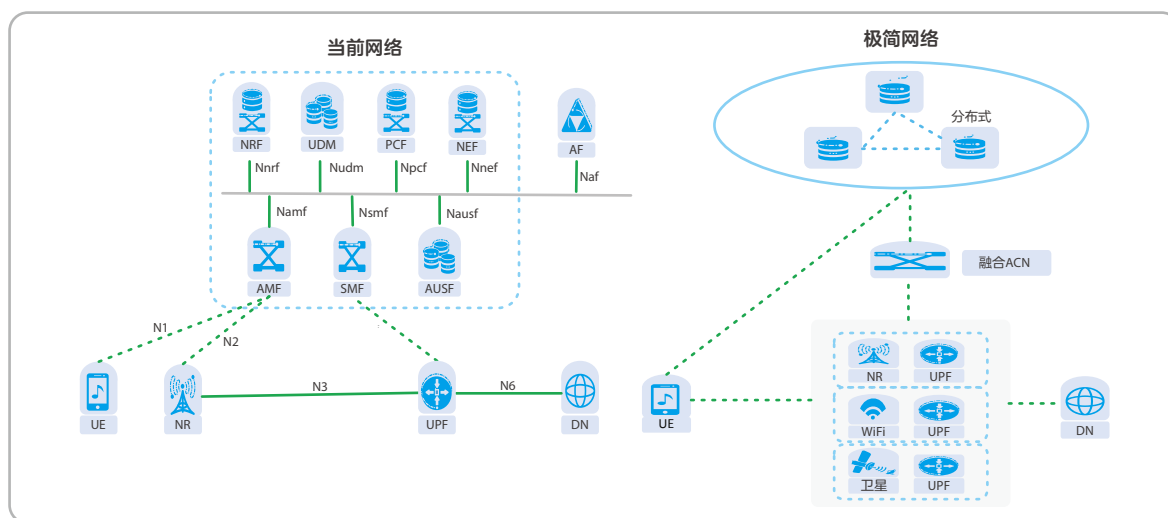 当前网络
NRF
UDM
PCF
NEF
AF
Nnrf
Nudm
Npcf
Nnef
Naf
Namf
Nsmf
Nausf
AMF
SMF
AUSF
N1
N2
N3
N6
UE
NR
UPF
DN
极简网络
分布式
融合ACN
NR
UPF
WiFi
UPF
卫星
UPF
UE
DN